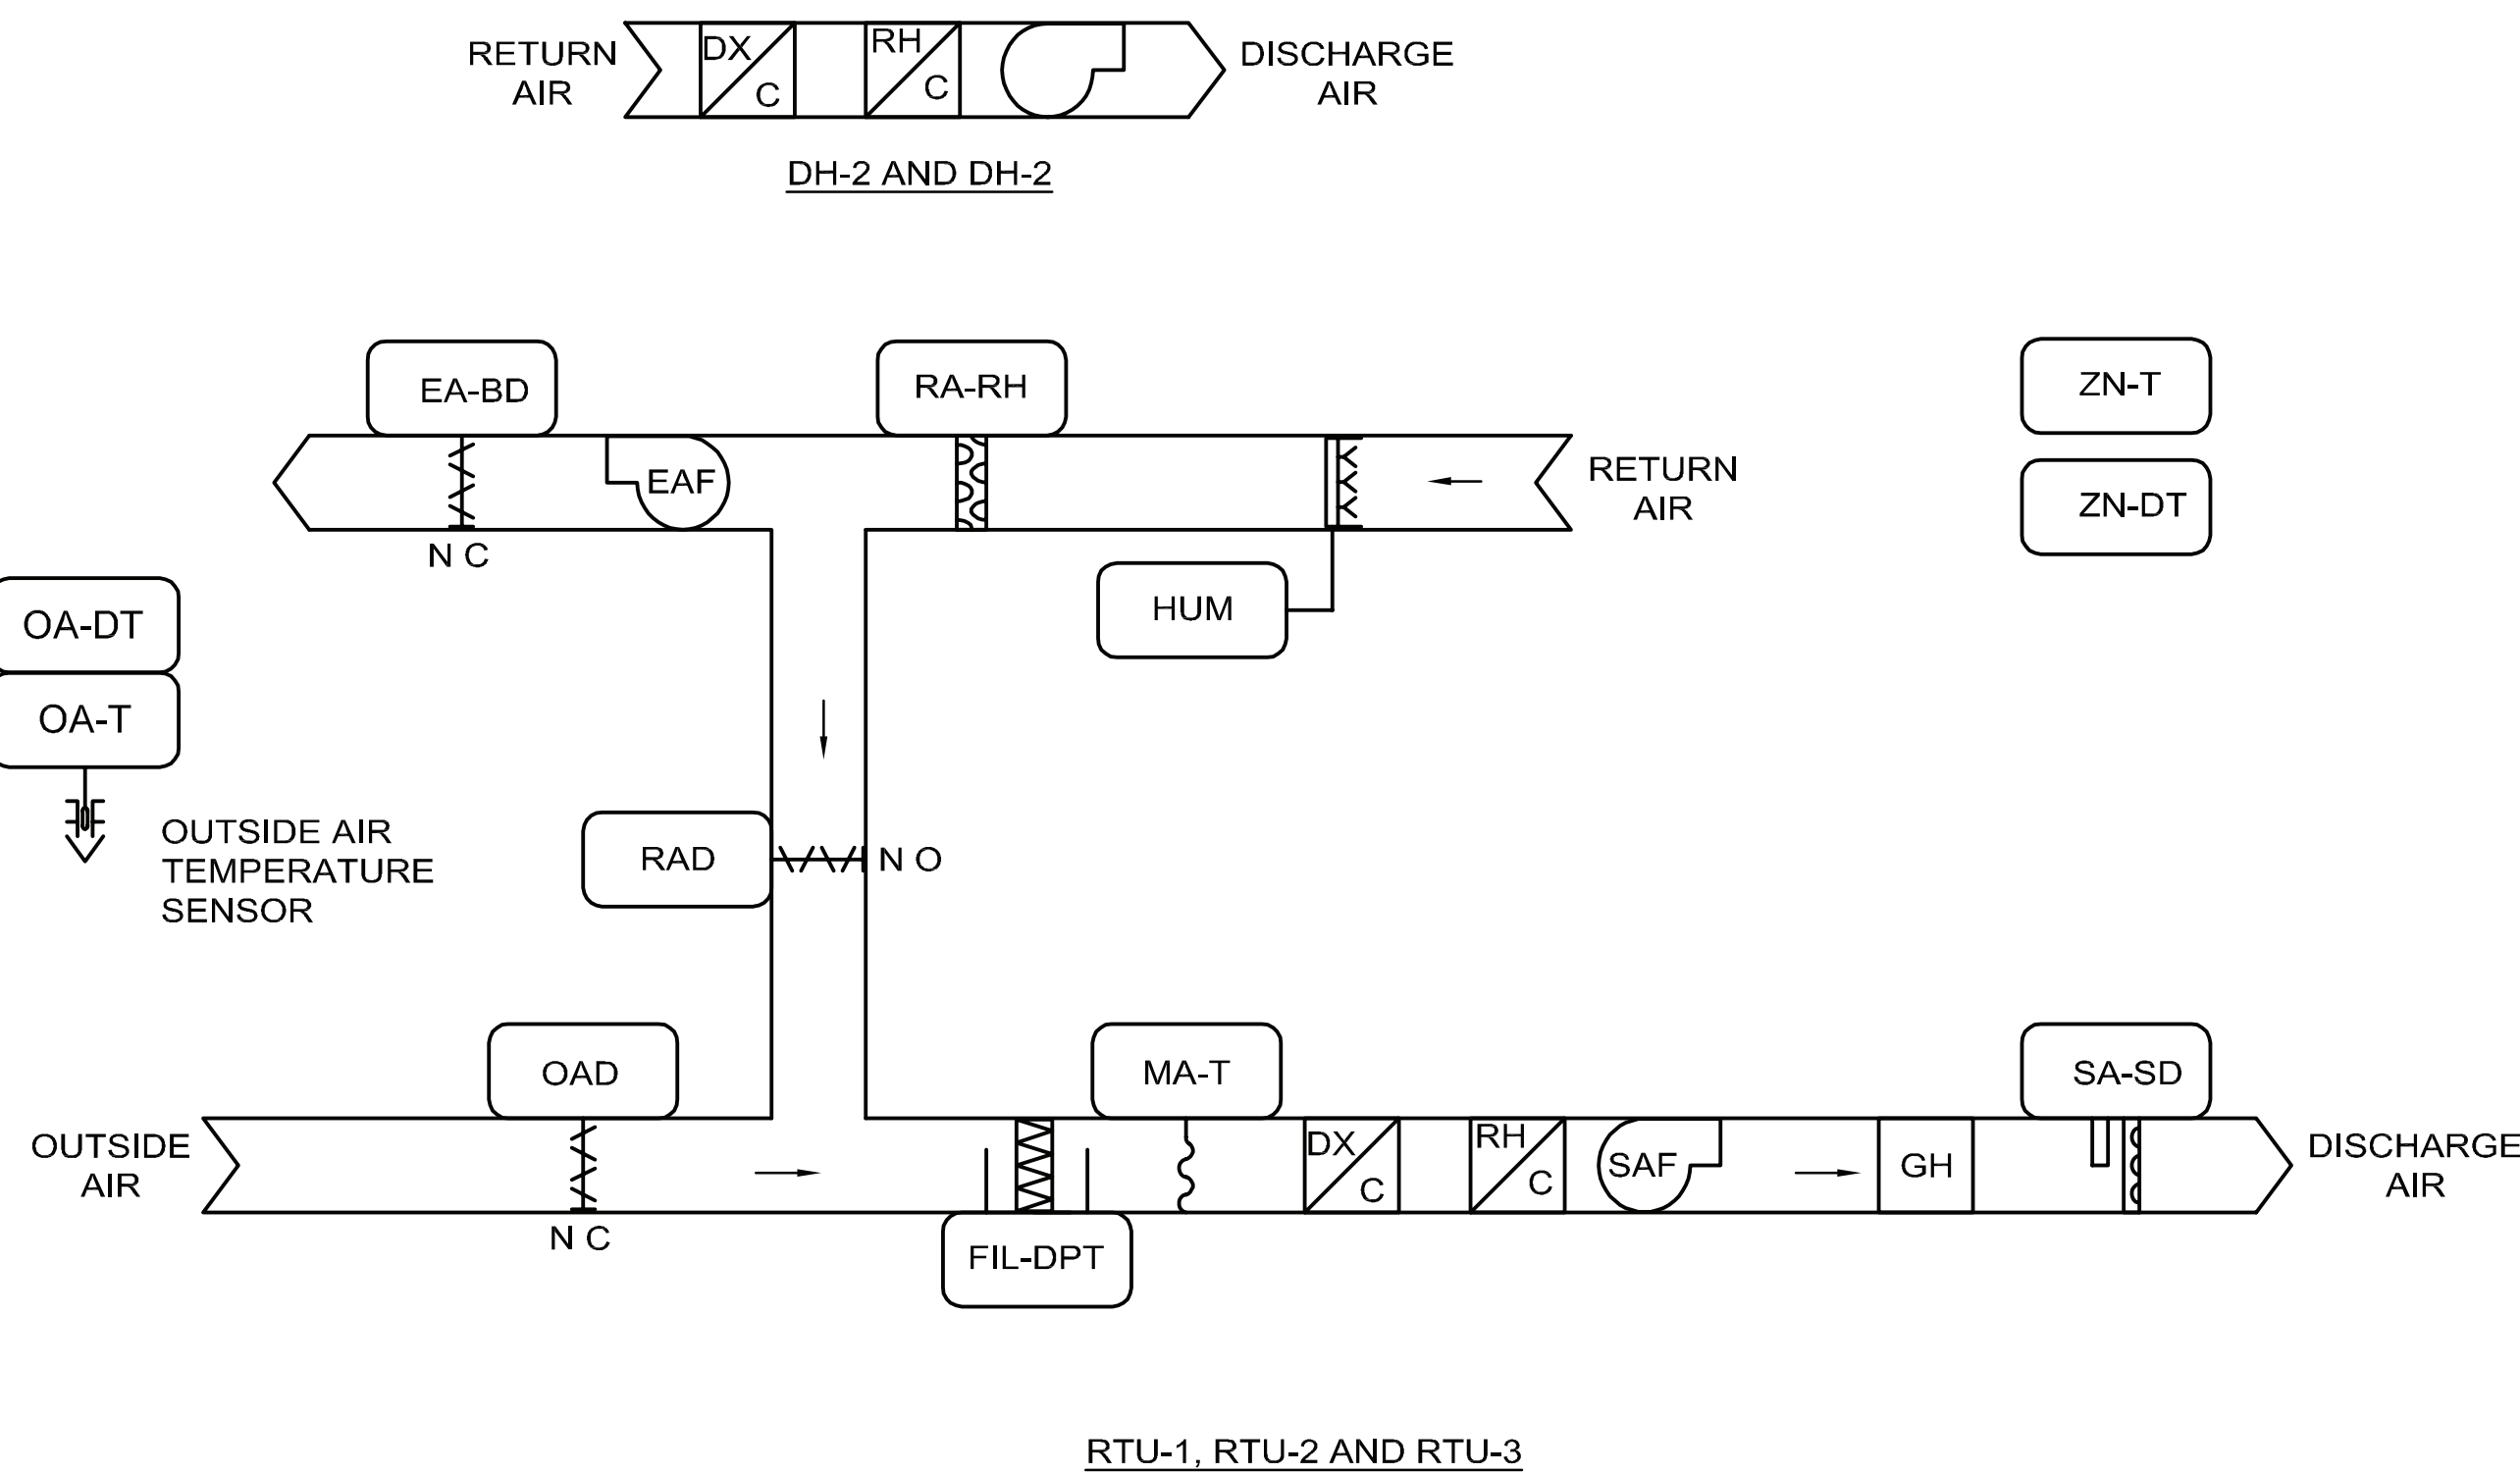 RETURN
AIR
DX
C
RH
C
DISCHARGE
AIR
DH-2 AND DH-2
EA-BD
RA-RH
ZN-T
EAF
RETURN
AIR
ZN-DT
N C
HUM
OA-DT
OA-T
OUTSIDE AIR
TEMPERATURE
SENSOR
RAD
N O
OAD
MA-T
SA-SD
OUTSIDE
AIR
DX
C
RH
C
SAF
GH
DISCHARGE
AIR
N C
FIL-DPT
RTU-1, RTU-2 AND RTU-3